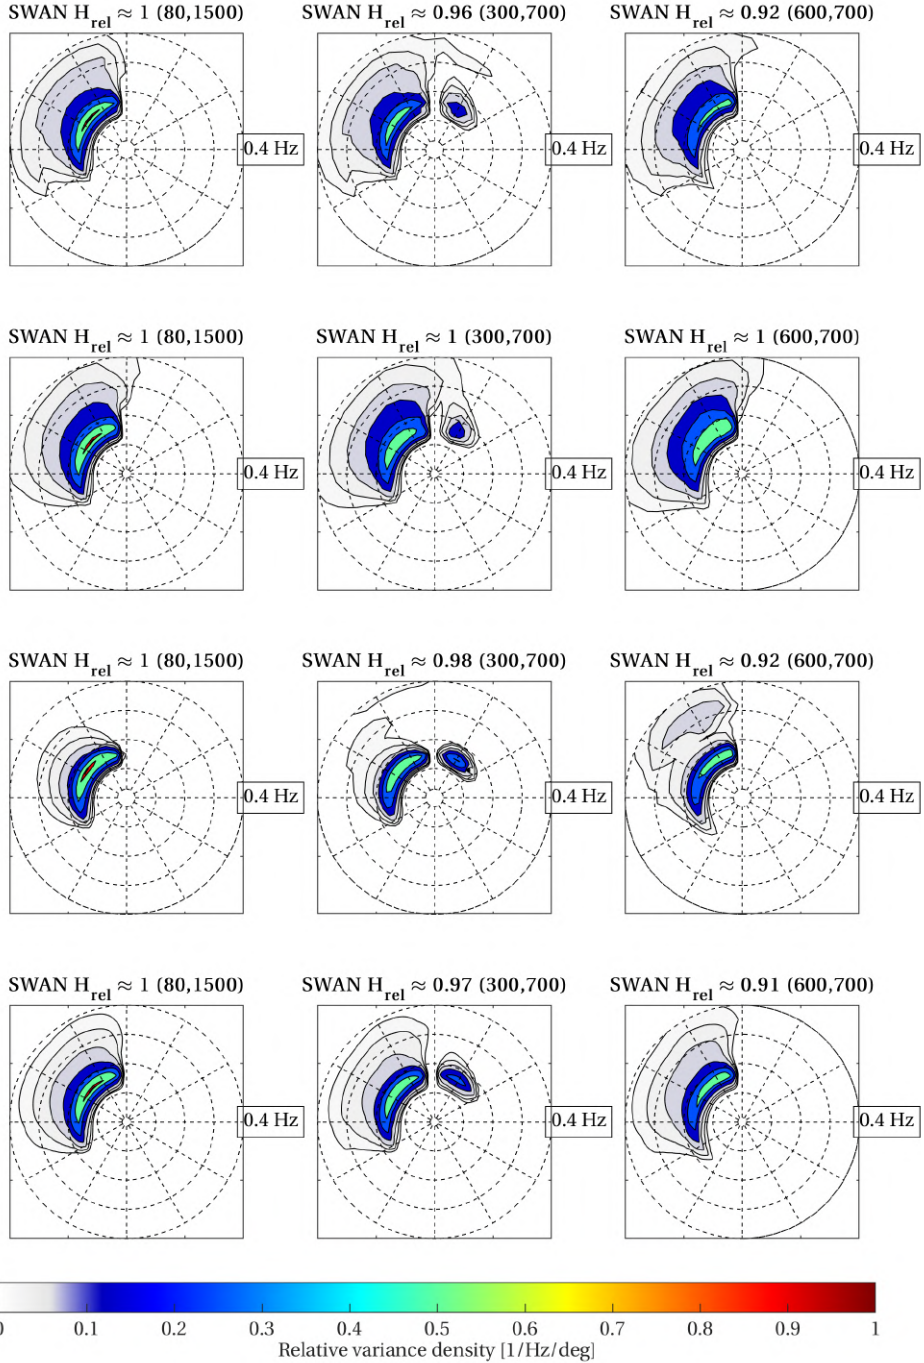 SWAN H_rel ≈ 1 (80,1500) SWAN H_rel ≈ 0.96 (300,700) SWAN H_rel ≈ 0.92 (600,700)
0.4 Hz 0.4 Hz 0.4 Hz
SWAN H_rel ≈ 1 (80,1500) SWAN H_rel ≈ 1 (300,700) SWAN H_rel ≈ 1 (600,700)
0.4 Hz 0.4 Hz 0.4 Hz
SWAN H_rel ≈ 1 (80,1500) SWAN H_rel ≈ 0.98 (300,700) SWAN H_rel ≈ 0.92 (600,700)
0.4 Hz 0.4 Hz 0.4 Hz
SWAN H_rel ≈ 1 (80,1500) SWAN H_rel ≈ 0.97 (300,700) SWAN H_rel ≈ 0.91 (600,700)
0.4 Hz 0.4 Hz 0.4 Hz
0 0.1 0.2 0.3 0.4 0.5 0.6 0.7 0.8 0.9 1
Relative variance density [1/Hz/deg]